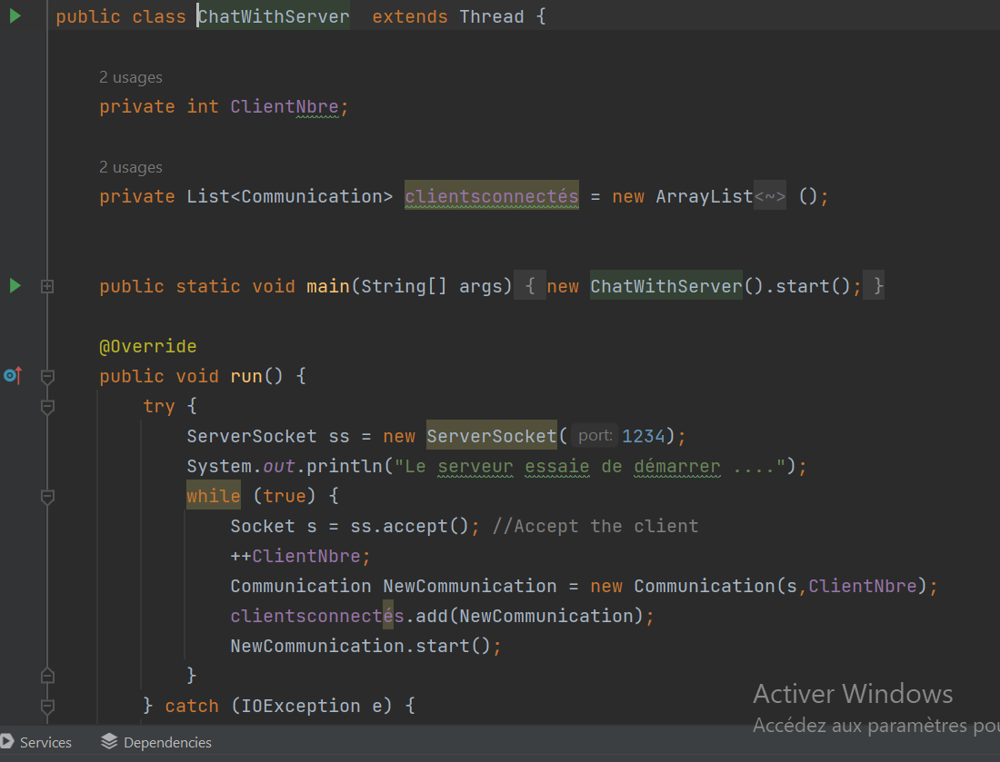 public class ChatWithServer  extends Thread {
2 usages
private int ClientNbre;
2 usages
private List<Communication> clientsconnectés = new ArrayList<~> ();
public static void main(String[] args) { new ChatWithServer().start(); }
@Override
public void run() {
try {
ServerSocket ss = new ServerSocket( port: 1234);
System.out.println("Le serveur essaie de démarrer ....");
while (true) {
Socket s = ss.accept(); //Accept the client
++ClientNbre;
Communication NewCommunication = new Communication(s,ClientNbre);
clientsconnectés.add(NewCommunication);
NewCommunication.start();
}
} catch (IOException e) {
Activer Windows
Accédez aux paramètres pou
Services Dependencies